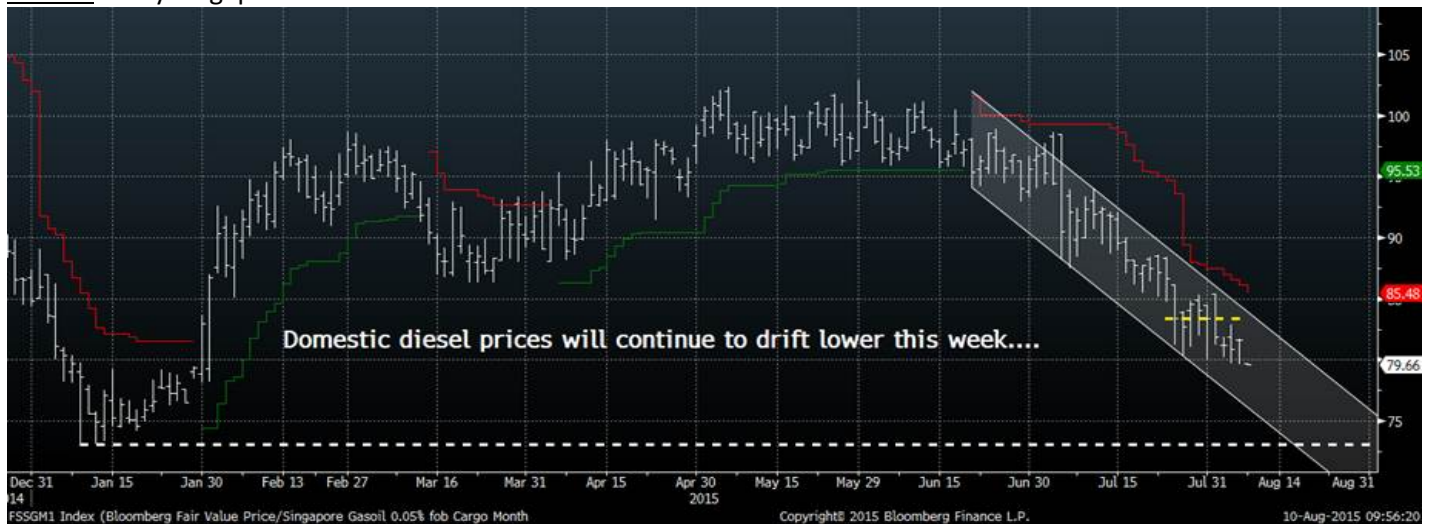 105
100
95.53
90
85.48
79.66
75
Domestic diesel prices will continue to drift lower this week....
Dec 31 Jan 15 Jan 30 Feb 13 Feb 27 Mar 16 Mar 31 Apr 15 Apr 30 May 15 May 29 Jun 15 Jun 30 Jul 15 Jul 31 Aug 14 Aug 31
14 2015
FSSGM1 Index (Bloomberg Fair Value Price/Singapore Gasoil 0.05% fob Cargo Month Copyright© 2015 Bloomberg Finance L.P. 10-Aug-2015 09:56:20